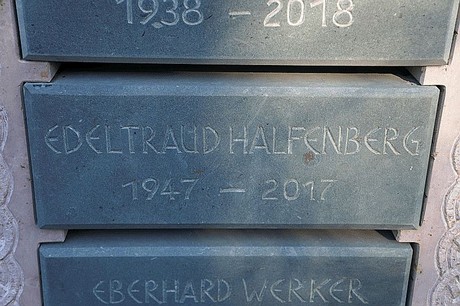 1938 – 2018
EDELTRAUD HALFENBERG
1947 – 2017
EBERHARD WERKER